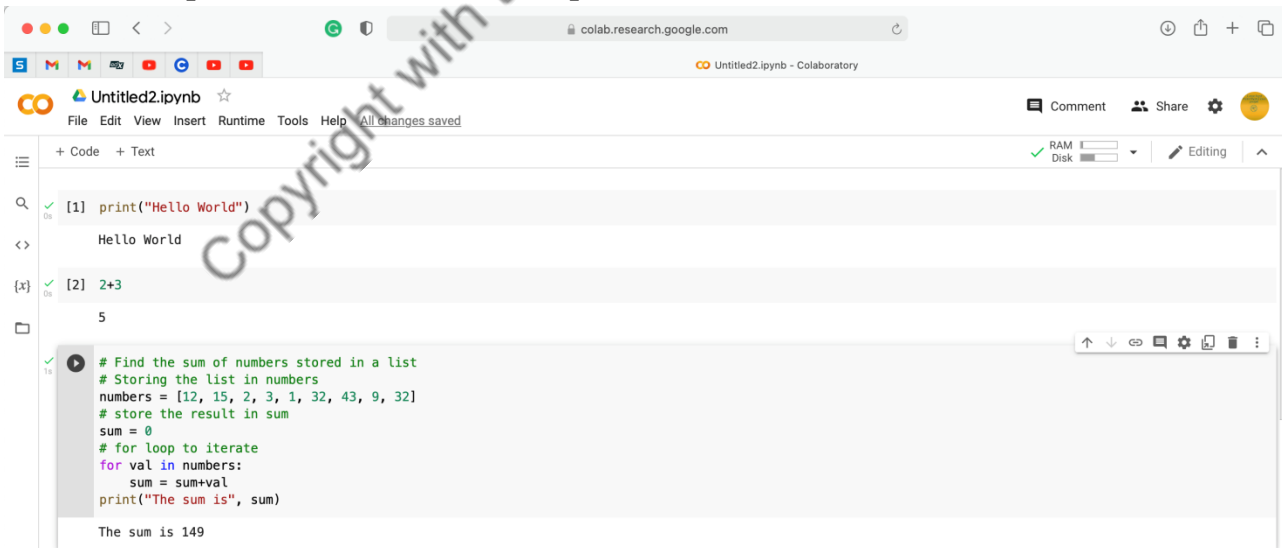 colab.research.google.com
Untitled2.ipynb - Colaboratory
Untitled2.ipynb
Comment Share
File Edit View Insert Runtime Tools Help All changes saved
+ Code + Text
RAM
Disk
Editing
[1] print("Hello World")
0s
Hello World
{x} [2] 2+3
0s
5
# Find the sum of numbers stored in a list
1s
# Storing the list in numbers
numbers = [12, 15, 2, 3, 1, 32, 43, 9, 32]
# store the result in sum
sum = 0
# for loop to iterate
for val in numbers:
sum = sum+val
print("The sum is", sum)
The sum is 149
Copyright with